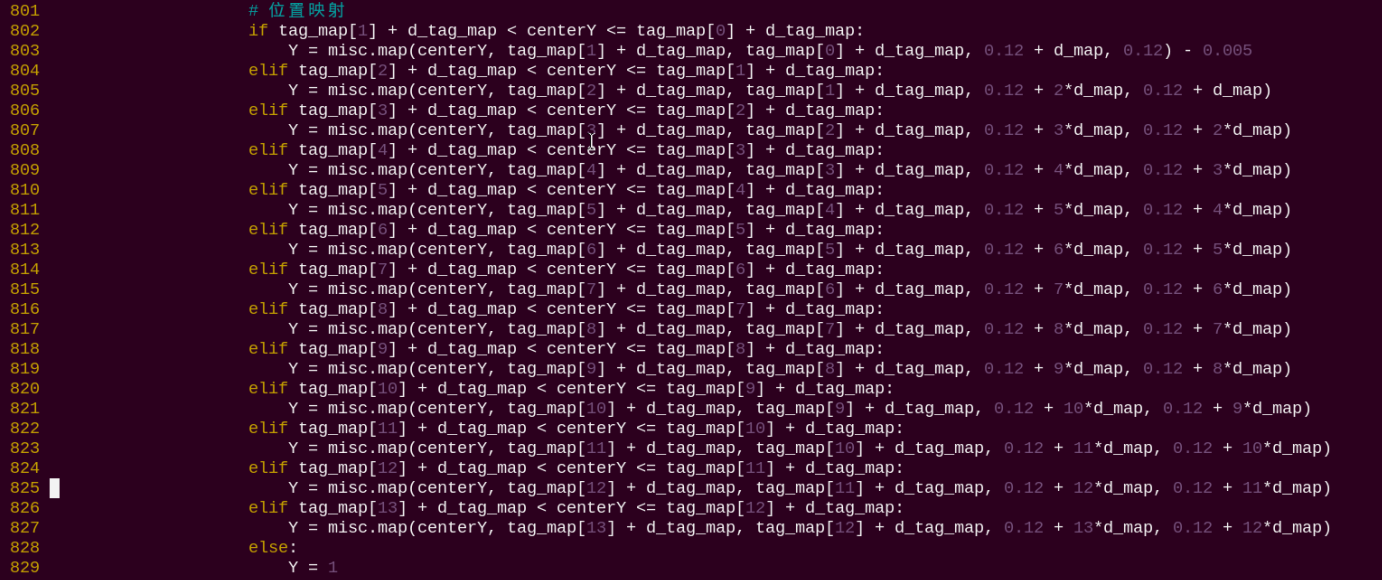 801                     # 位置映射
802                     if tag_map[1] + d_tag_map < centerY <= tag_map[0] + d_tag_map:
803                         Y = misc.map(centerY, tag_map[1] + d_tag_map, tag_map[0] + d_tag_map, 0.12 + d_map, 0.12) - 0.005
804                     elif tag_map[2] + d_tag_map < centerY <= tag_map[1] + d_tag_map:
805                         Y = misc.map(centerY, tag_map[2] + d_tag_map, tag_map[1] + d_tag_map, 0.12 + 2*d_map, 0.12 + d_map)
806                     elif tag_map[3] + d_tag_map < centerY <= tag_map[2] + d_tag_map:
807                         Y = misc.map(centerY, tag_map[3] + d_tag_map, tag_map[2] + d_tag_map, 0.12 + 3*d_map, 0.12 + 2*d_map)
808                     elif tag_map[4] + d_tag_map < centerY <= tag_map[3] + d_tag_map:
809                         Y = misc.map(centerY, tag_map[4] + d_tag_map, tag_map[3] + d_tag_map, 0.12 + 4*d_map, 0.12 + 3*d_map)
810                     elif tag_map[5] + d_tag_map < centerY <= tag_map[4] + d_tag_map:
811                         Y = misc.map(centerY, tag_map[5] + d_tag_map, tag_map[4] + d_tag_map, 0.12 + 5*d_map, 0.12 + 4*d_map)
812                     elif tag_map[6] + d_tag_map < centerY <= tag_map[5] + d_tag_map:
813                         Y = misc.map(centerY, tag_map[6] + d_tag_map, tag_map[5] + d_tag_map, 0.12 + 6*d_map, 0.12 + 5*d_map)
814                     elif tag_map[7] + d_tag_map < centerY <= tag_map[6] + d_tag_map:
815                         Y = misc.map(centerY, tag_map[7] + d_tag_map, tag_map[6] + d_tag_map, 0.12 + 7*d_map, 0.12 + 6*d_map)
816                     elif tag_map[8] + d_tag_map < centerY <= tag_map[7] + d_tag_map:
817                         Y = misc.map(centerY, tag_map[8] + d_tag_map, tag_map[7] + d_tag_map, 0.12 + 8*d_map, 0.12 + 7*d_map)
818                     elif tag_map[9] + d_tag_map < centerY <= tag_map[8] + d_tag_map:
819                         Y = misc.map(centerY, tag_map[9] + d_tag_map, tag_map[8] + d_tag_map, 0.12 + 9*d_map, 0.12 + 8*d_map)
820                     elif tag_map[10] + d_tag_map < centerY <= tag_map[9] + d_tag_map:
821                         Y = misc.map(centerY, tag_map[10] + d_tag_map, tag_map[9] + d_tag_map, 0.12 + 10*d_map, 0.12 + 9*d_map)
822                     elif tag_map[11] + d_tag_map < centerY <= tag_map[10] + d_tag_map:
823                         Y = misc.map(centerY, tag_map[11] + d_tag_map, tag_map[10] + d_tag_map, 0.12 + 11*d_map, 0.12 + 10*d_map)
824                     elif tag_map[12] + d_tag_map < centerY <= tag_map[11] + d_tag_map:
825                         Y = misc.map(centerY, tag_map[12] + d_tag_map, tag_map[11] + d_tag_map, 0.12 + 12*d_map, 0.12 + 11*d_map)
826                     elif tag_map[13] + d_tag_map < centerY <= tag_map[12] + d_tag_map:
827                         Y = misc.map(centerY, tag_map[13] + d_tag_map, tag_map[12] + d_tag_map, 0.12 + 13*d_map, 0.12 + 12*d_map)
828                     else:
829                         Y = 1